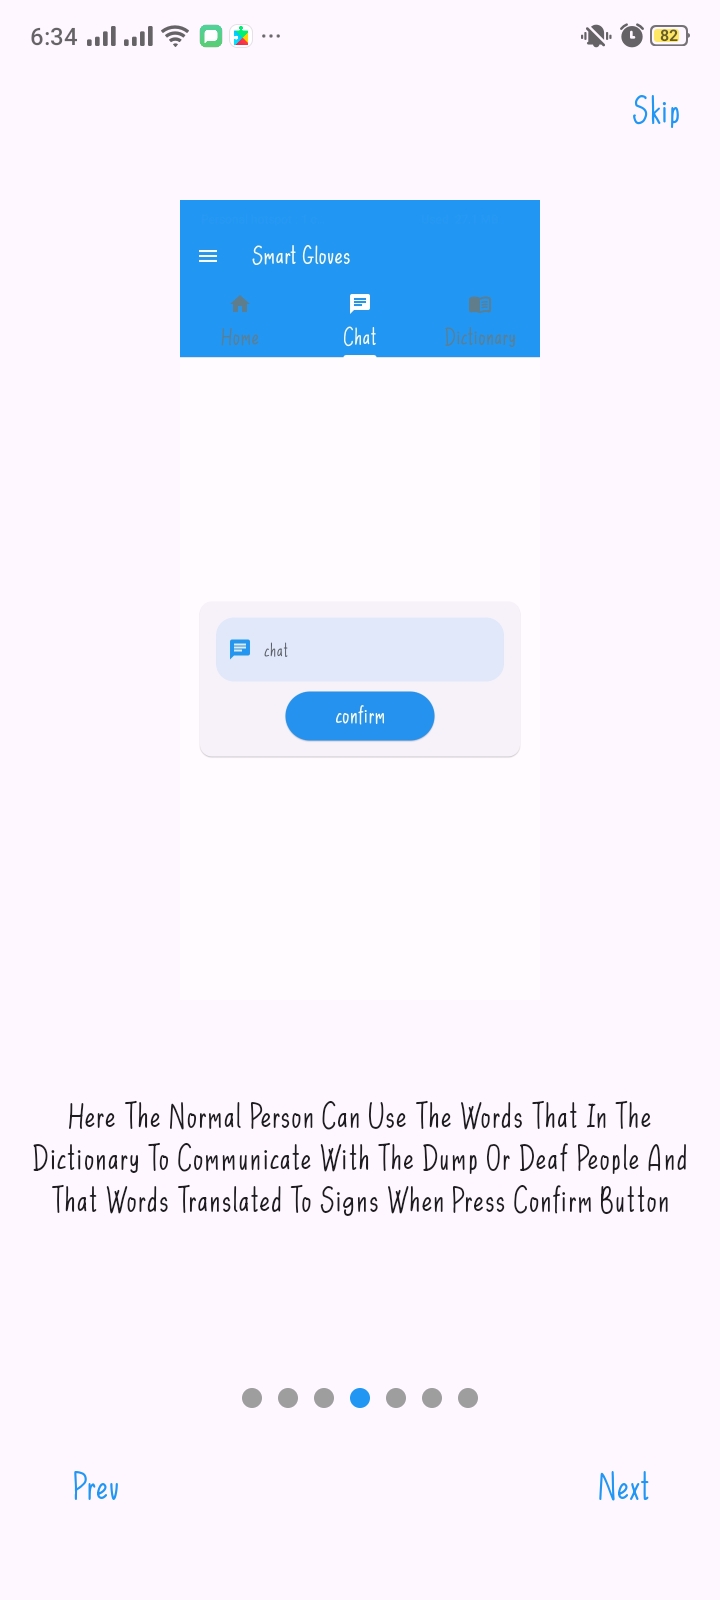 6:34
82
Skip
Smart Gloves
Home
Chat
Dictionary
chat
confirm
Here The Normal Person Can Use The Words That In The
Dictionary To Communicate With The Dump Or Deaf People And
That Words Translated To Signs When Press Confirm Button
Prev
Next